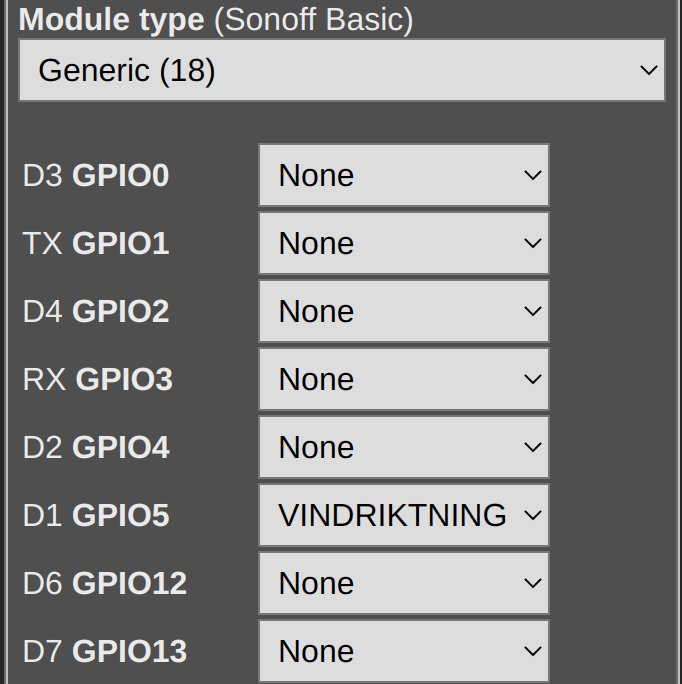 Module type (Sonoff Basic)
Generic (18)
D3 GPIO0 None
TX GPIO1 None
D4 GPIO2 None
RX GPIO3 None
D2 GPIO4 None
D1 GPIO5 VINDRIKTNING
D6 GPIO12 None
D7 GPIO13 None